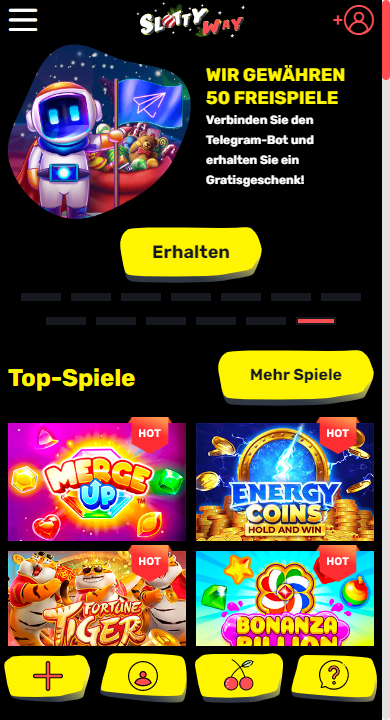 SLOTTY WAY
WIR GEWÄHREN
50 FREISPIELE
Verbinden Sie den
Telegram-Bot und
erhalten Sie ein
Gratisgeschenk!
Erhalten
Top-Spiele
Mehr Spiele
HOT
MERGE
UP™
HOT
ENERGY
COINS
HOLD AND WIN
HOT
FORTUNE
TIGER
HOT
BONANZA
BILLION